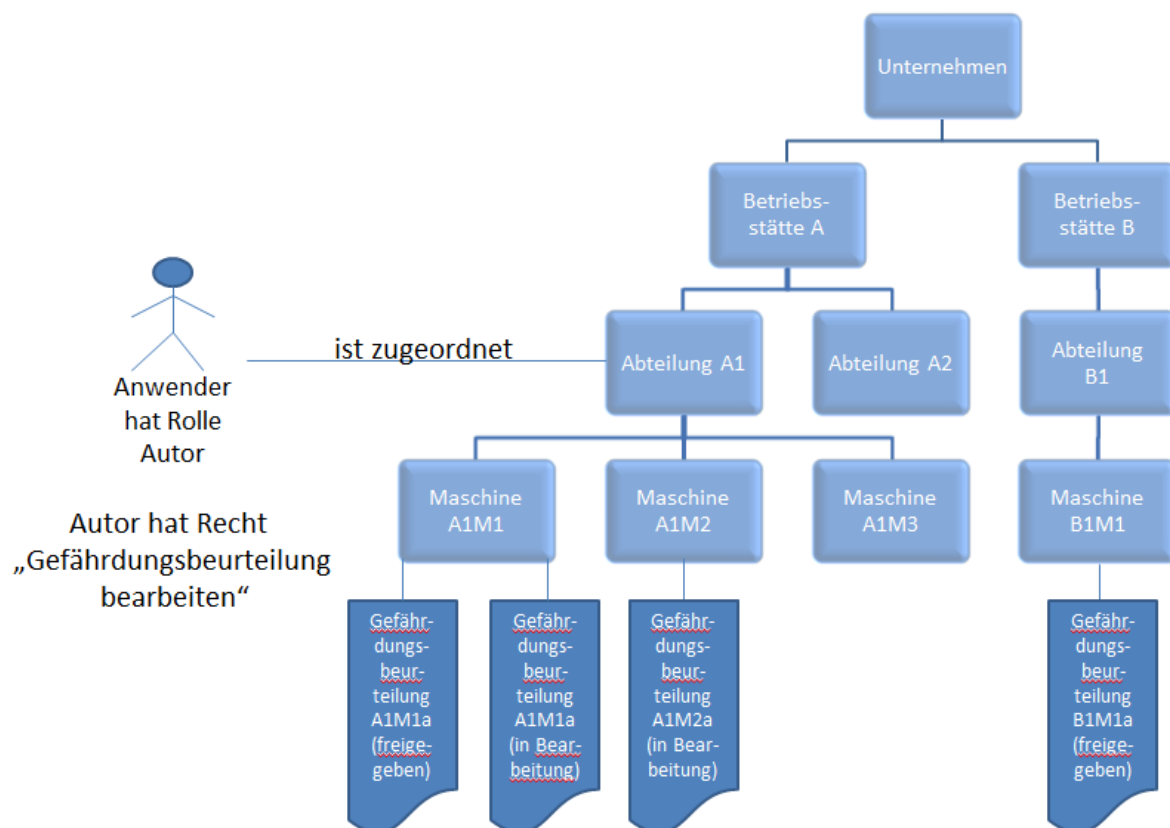 Unternehmen
Betriebs-
stätte A
Betriebs-
stätte B
ist zugeordnet
Abteilung A1
Abteilung A2
Abteilung
B1
Anwender
hat Rolle
Autor
Maschine
A1M1
Maschine
A1M2
Maschine
A1M3
Maschine
B1M1
Autor hat Recht
„Gefährdungsbeurteilung
bearbeiten“
Gefähr-
dungs-
beur-
teilung
A1M1a
(freige-
geben)
Gefähr-
dungs-
beur-
teilung
A1M1a
(in Bear-
beitung)
Gefähr-
dungs-
beur-
teilung
A1M2a
(in Bear-
beitung)
Gefähr-
dungs-
beur-
teilung
B1M1a
(freige-
geben)